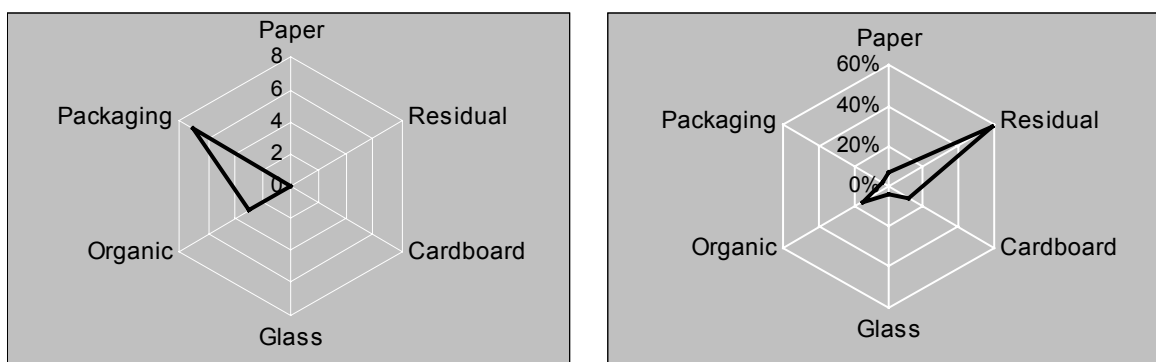 Paper
8
6
4
2
0
Packaging
Residual
Organic
Cardboard
Glass
Paper
60%
40%
20%
0%
Packaging
Residual
Organic
Cardboard
Glass